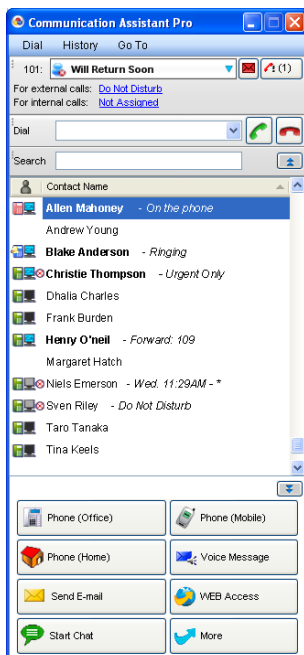 Communication Assistant Pro
Dial History Go To
101: Will Return Soon (1)
For external calls: Do Not Disturb
For internal calls: Not Assigned
Dial
Search
Contact Name
Allen Mahoney - On the phone
Andrew Young
Blake Anderson - Ringing
Christie Thompson - Urgent Only
Dhalia Charles
Frank Burden
Henry O'neil - Forward: 109
Margaret Hatch
Niels Emerson - Wed. 11:29AM - *
Sven Riley - Do Not Disturb
Taro Tanaka
Tina Keels
Phone (Office) Phone (Mobile)
Phone (Home) Voice Message
Send E-mail WEB Access
Start Chat More